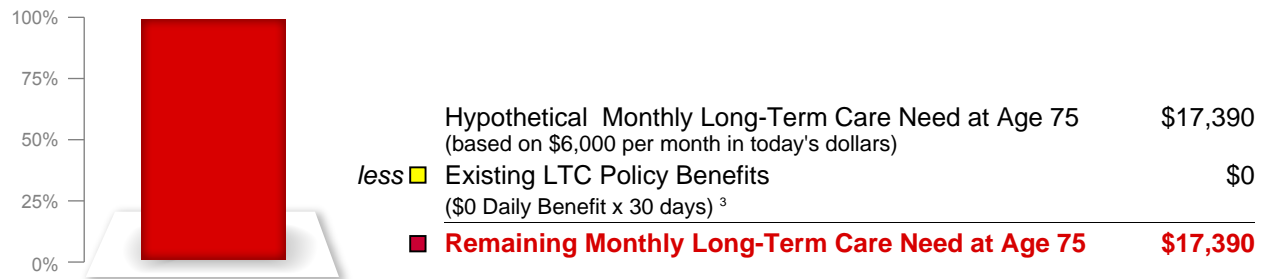 100%
75%
50%
25%
0%
Hypothetical Monthly Long-Term Care Need at Age 75 $17,390
(based on $6,000 per month in today's dollars)
less Existing LTC Policy Benefits $0
($0 Daily Benefit x 30 days) 3
Remaining Monthly Long-Term Care Need at Age 75 $17,390